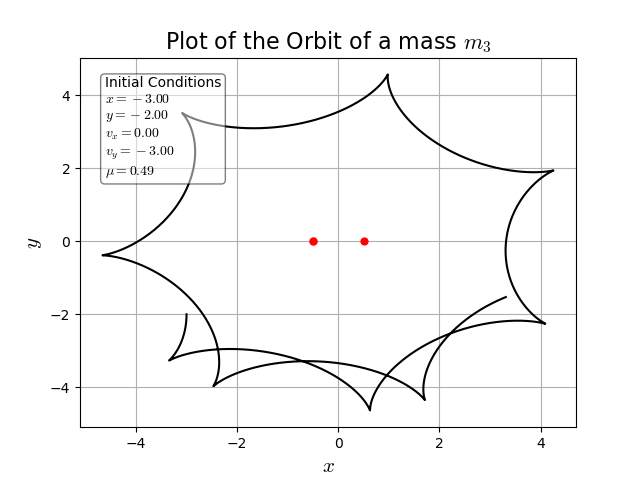 Plot of the Orbit of a mass m₃
Initial Conditions
x = −3.00
y = −2.00
vₓ = 0.00
v_y = −3.00
μ = 0.49
4
2
0
−2
−4
y
−4 −2 0 2 4
x